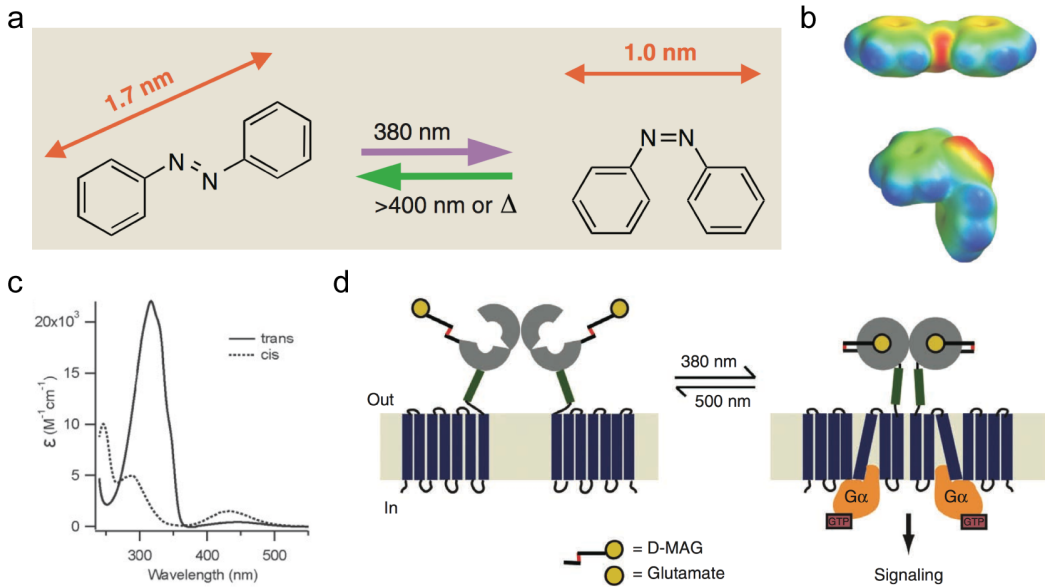 a
1.7 nm
N
N
380 nm
>400 nm or Δ
1.0 nm
N
N
b
c
20x10³
15
10
5
0
ε (M⁻¹cm⁻¹)
trans
cis
300
400
500
Wavelength (nm)
d
Out
In
380 nm
500 nm
Gα
Gα
GTP
GTP
Signaling
= D-MAG
= Glutamate